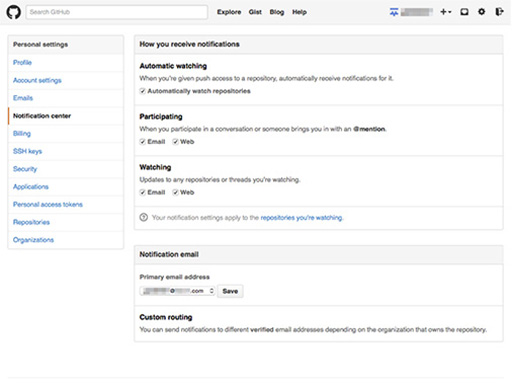 Search GitHub
Explore Gist Blog Help
Personal settings
Profile
Account settings
Emails
Notification center
Billing
SSH keys
Security
Applications
Personal access tokens
Repositories
Organizations
How you receive notifications
Automatic watching
When you're given push access to a repository, automatically receive notifications for it.
Automatically watch repositories
Participating
When you participate in a conversation or someone brings you in with an @mention.
Email Web
Watching
Updates to any repositories or threads you're watching.
Email Web
Your notification settings apply to the repositories you're watching.
Notification email
Primary email address
@ .com Save
Custom routing
You can send notifications to different verified email addresses depending on the organization that owns the repository.